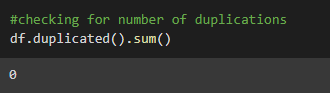 #checking for number of duplications
df.duplicated().sum()
0